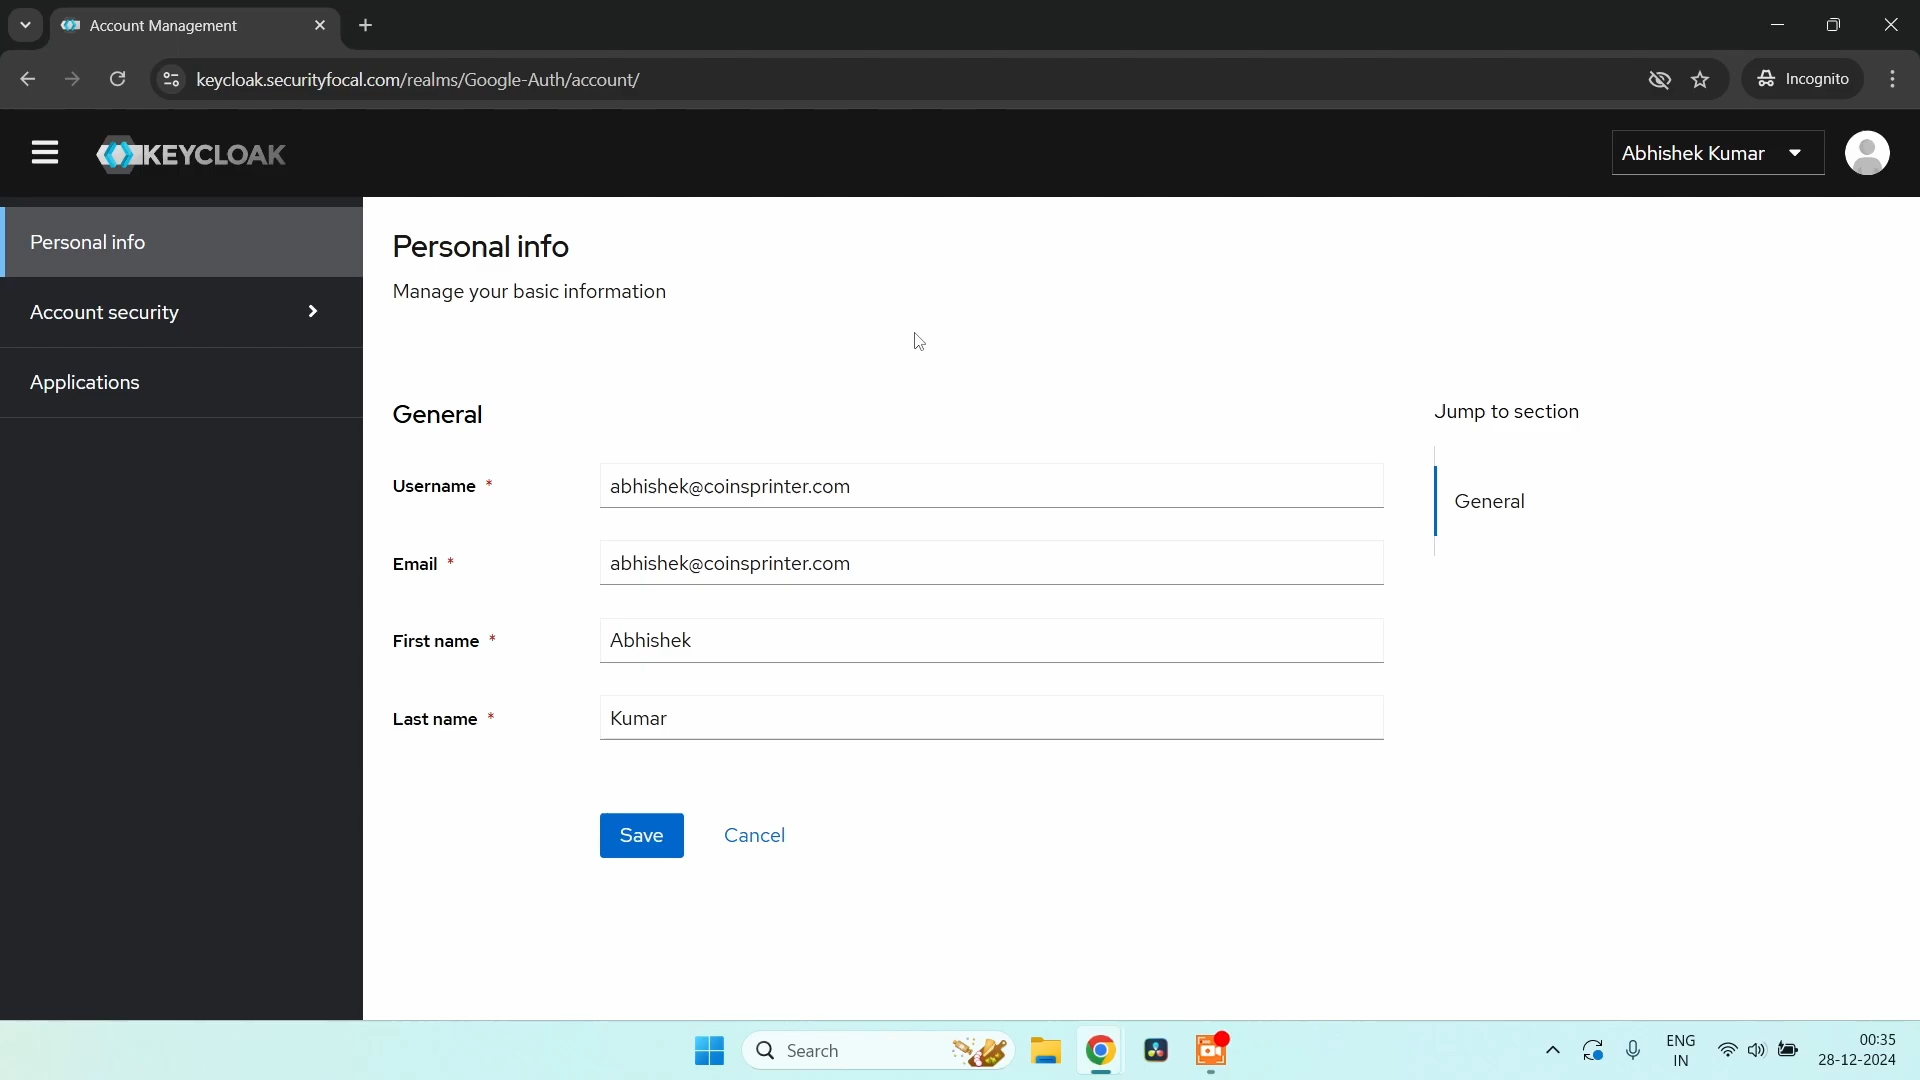 Account Management
keycloak.securityfocal.com/realms/Google-Auth/account/
Incognito
KEYCLOAK
Abhishek Kumar
Personal info
Account security
Applications
Personal info
Manage your basic information
General
Username *
abhishek@coinsprinter.com
Email *
abhishek@coinsprinter.com
First name *
Abhishek
Last name *
Kumar
Save
Cancel
Jump to section
General
Search
ENG
IN
00:35
28-12-2024